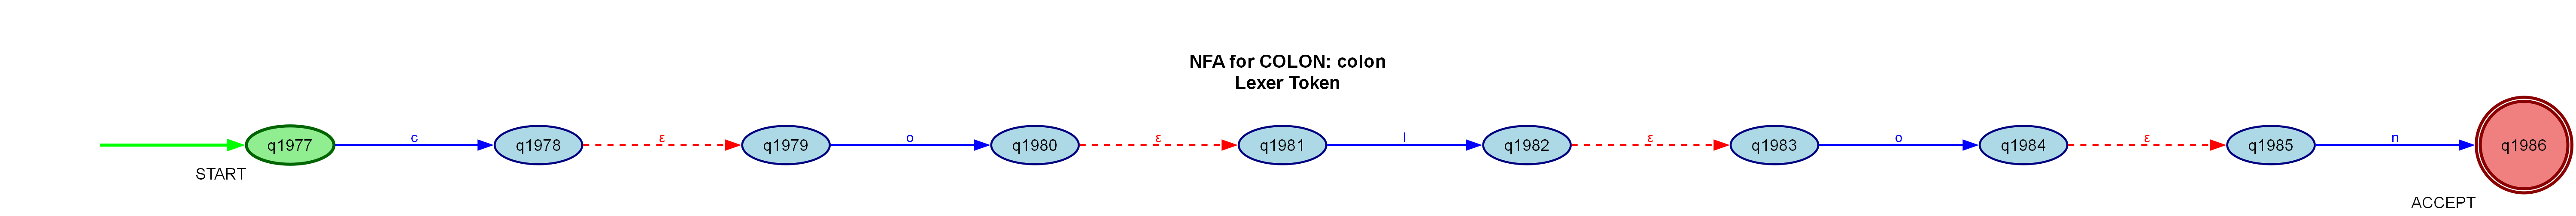 NFA for COLON: colon
Lexer Token
q1977 c q1978 ε q1979 o q1980 ε q1981 l q1982 ε q1983 o q1984 ε q1985 n q1986
START
ACCEPT